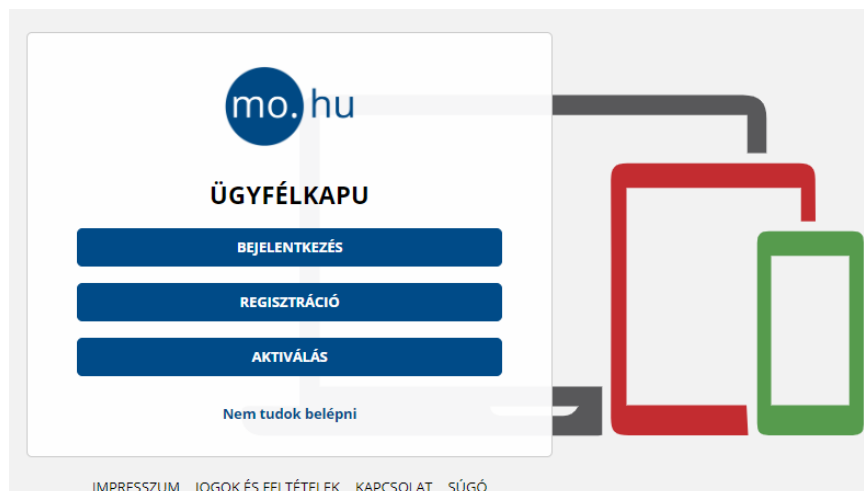 mo.hu
ÜGYFÉLKAPU
BEJELENTKEZÉS
REGISZTRÁCIÓ
AKTIVÁLÁS
Nem tudok belépni
IMPRESSZUM JOGOK ÉS FELTÉTELEK KAPCSOLAT SÚGÓ